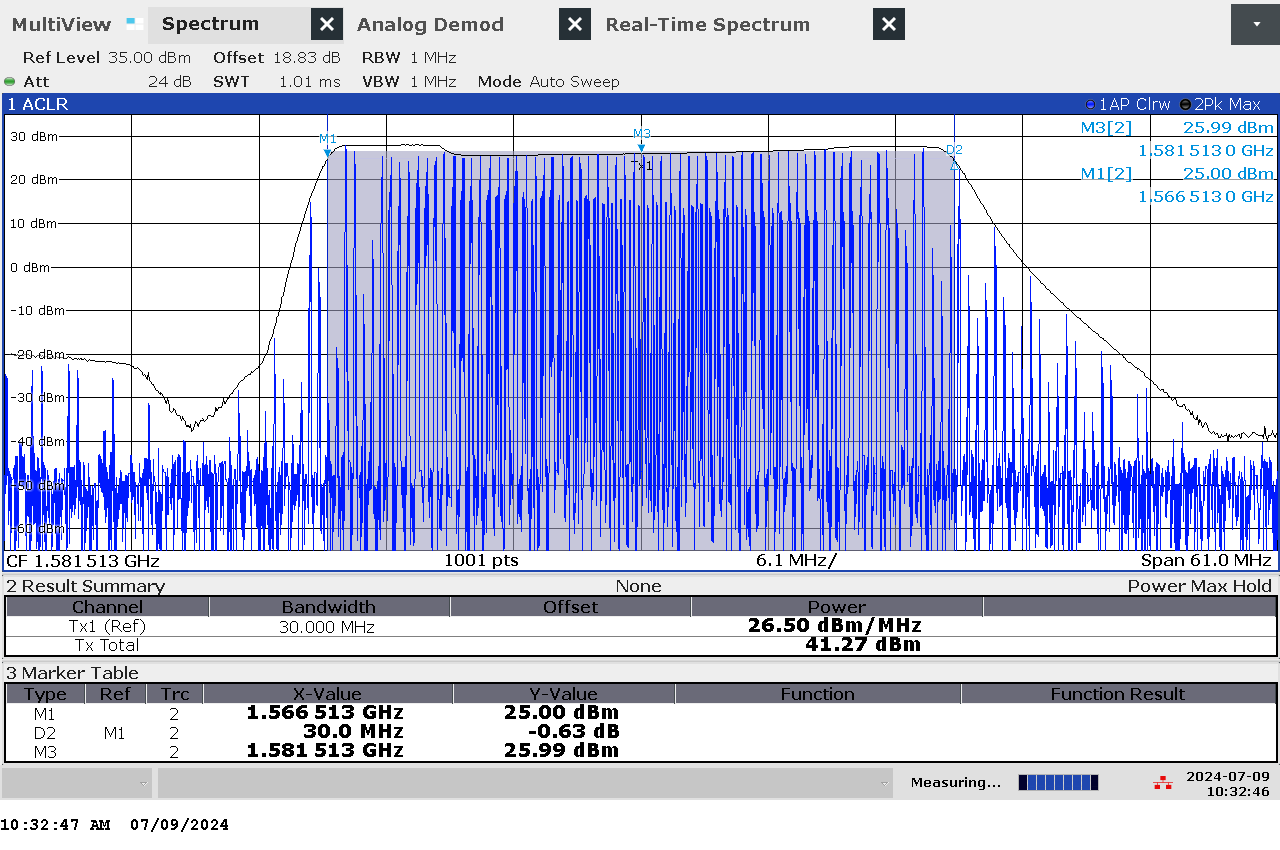 MultiView Spectrum Analog Demod Real-Time Spectrum
Ref Level 35.00 dBm Offset 18.83 dB RBW 1 MHz
Att 24 dB SWT 1.01 ms VBW 1 MHz Mode Auto Sweep
1 ACLR 1AP Clrw 2Pk Max
M3[2] 25.99 dBm
1.581 513 0 GHz
M1[2] 25.00 dBm
1.566 513 0 GHz
M1
M3
D2
Tx1
30 dBm
20 dBm
10 dBm
0 dBm
-10 dBm
-20 dBm
-30 dBm
-40 dBm
-50 dBm
-60 dBm
CF 1.581 513 GHz 1001 pts 6.1 MHz/ Span 61.0 MHz
2 Result Summary None Power Max Hold
Channel Bandwidth Offset Power
Tx1 (Ref) 30.000 MHz 26.50 dBm/MHz
Tx Total 41.27 dBm
3 Marker Table
Type Ref Trc X-Value Y-Value Function Function Result
M1 2 1.566 513 GHz 25.00 dBm
D2 M1 2 30.0 MHz -0.63 dB
M3 2 1.581 513 GHz 25.99 dBm
Measuring... 2024-07-09
10:32:46
10:32:47 AM 07/09/2024